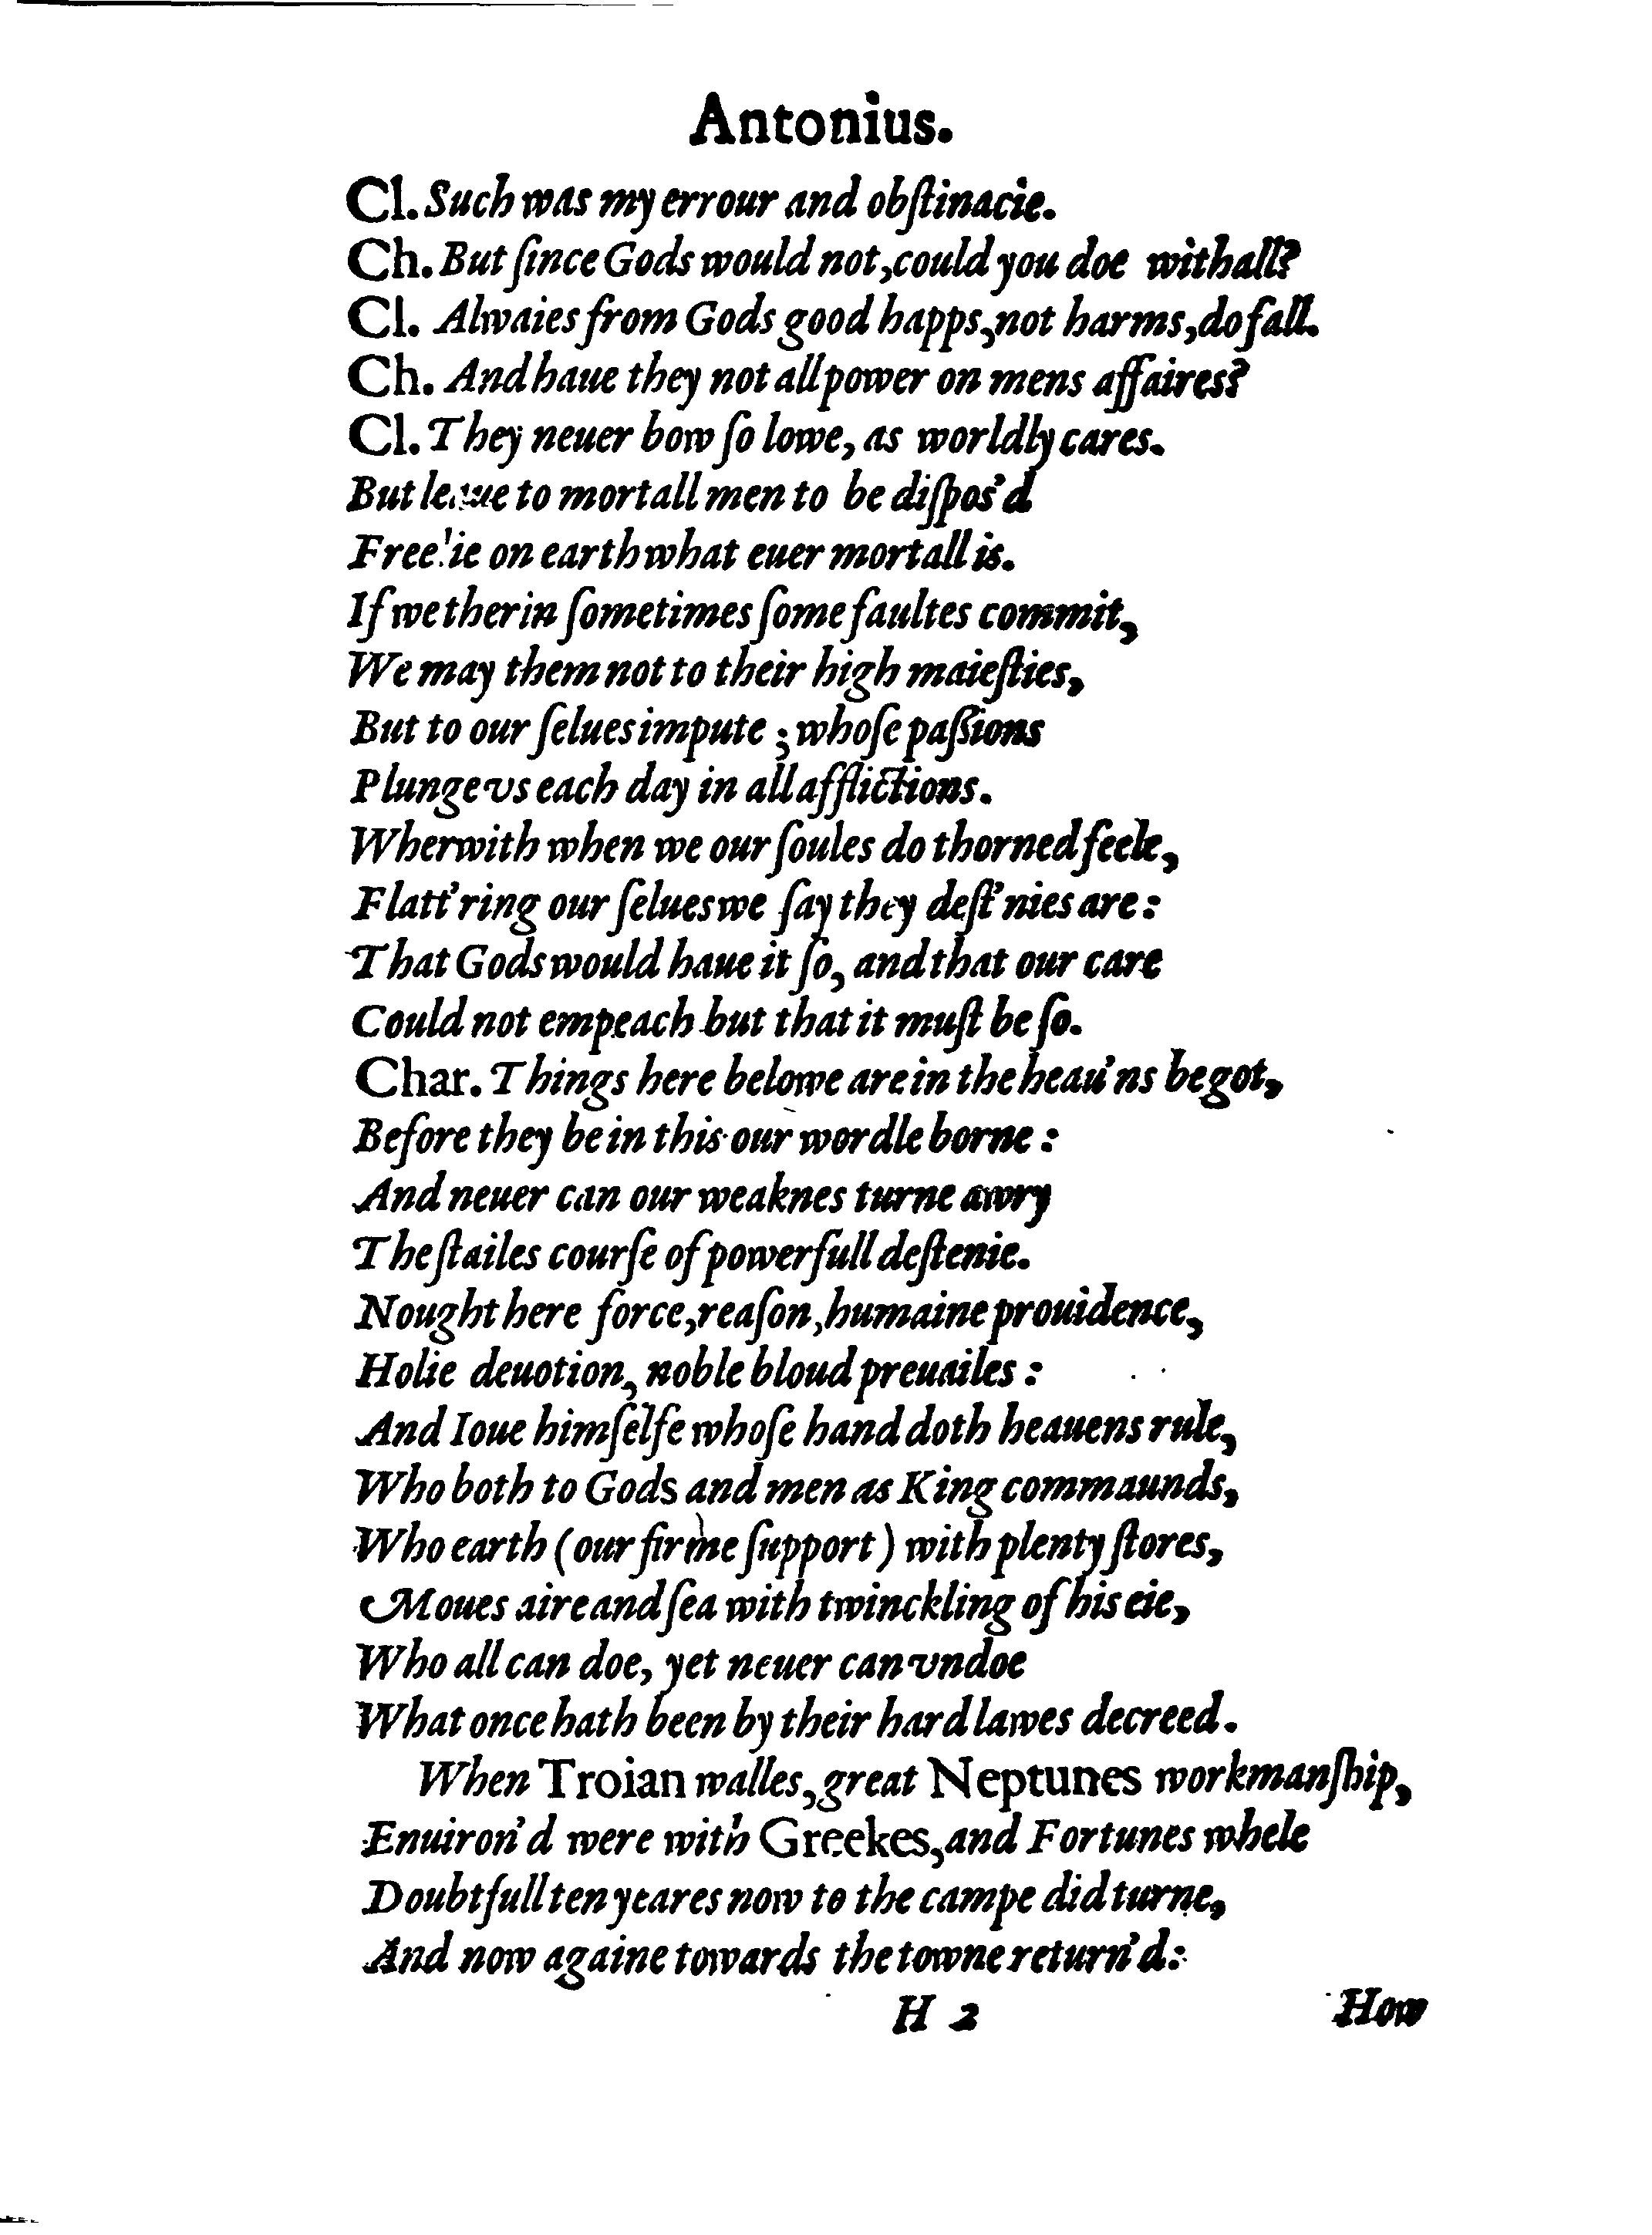 Antonius.
Cl. Such was my errour and obſtinacie.
Ch. But ſince Gods would not, could you doe withall?
Cl. Alwaies from Gods good happs, not harms, do fall.
Ch. And haue they not all power on mens affaires?
Cl. They neuer bow ſo lowe, as worldly cares.
But leaue to mortall men to be diſpos'd
Freelie on earth what euer mortall is.
If we therin ſometimes ſome faultes commit,
We may them not to their high maieſties,
But to our ſelues impute ; whoſe paſsions
Plunge vs each day in all afflictions.
Wherwith when we our ſoules do thorned feele,
Flatt'ring our ſelues we ſay they deſt'nies are:
That Gods would haue it ſo, and that our care
Could not empeach but that it muſt be ſo.
Char. Things here belowe are in the heau'ns begot,
Before they be in this our wordle borne :
And neuer can our weaknes turne awry
The ſtailes courſe of powerfull deſtenie.
Nought here force, reaſon, humaine prouidence,
Holie deuotion, noble bloud preuailes :
And Ioue himſelfe whoſe hand doth heauens rule,
Who both to Gods and men as King commaunds,
Who earth (our firme ſupport) with plenty ſtores,
Moues aire and ſea with twinckling of his eie,
Who all can doe, yet neuer can vndoe
What once hath been by their hard lawes decreed.
When Troian walles, great Neptunes workmanſhip,
Enuiron'd were with Greekes, and Fortunes whele
Doubtfull ten yeares now to the campe did turne,
And now againe towards the towne return'd:
H 2 How